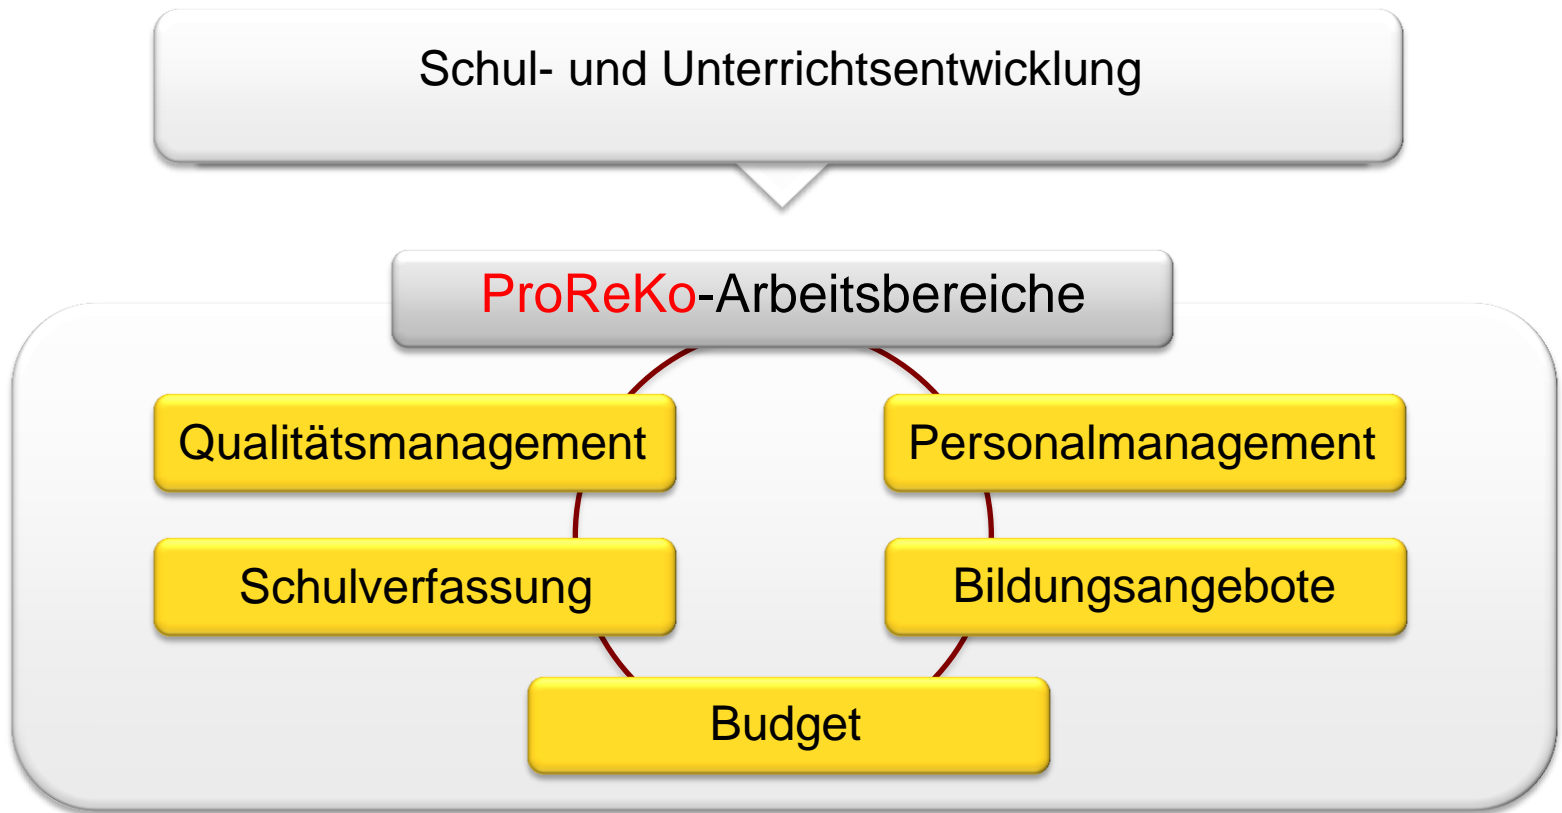 Schul- und Unterrichtsentwicklung
ProReKo-Arbeitsbereiche
Qualitätsmanagement
Personalmanagement
Schulverfassung
Bildungsangebote
Budget